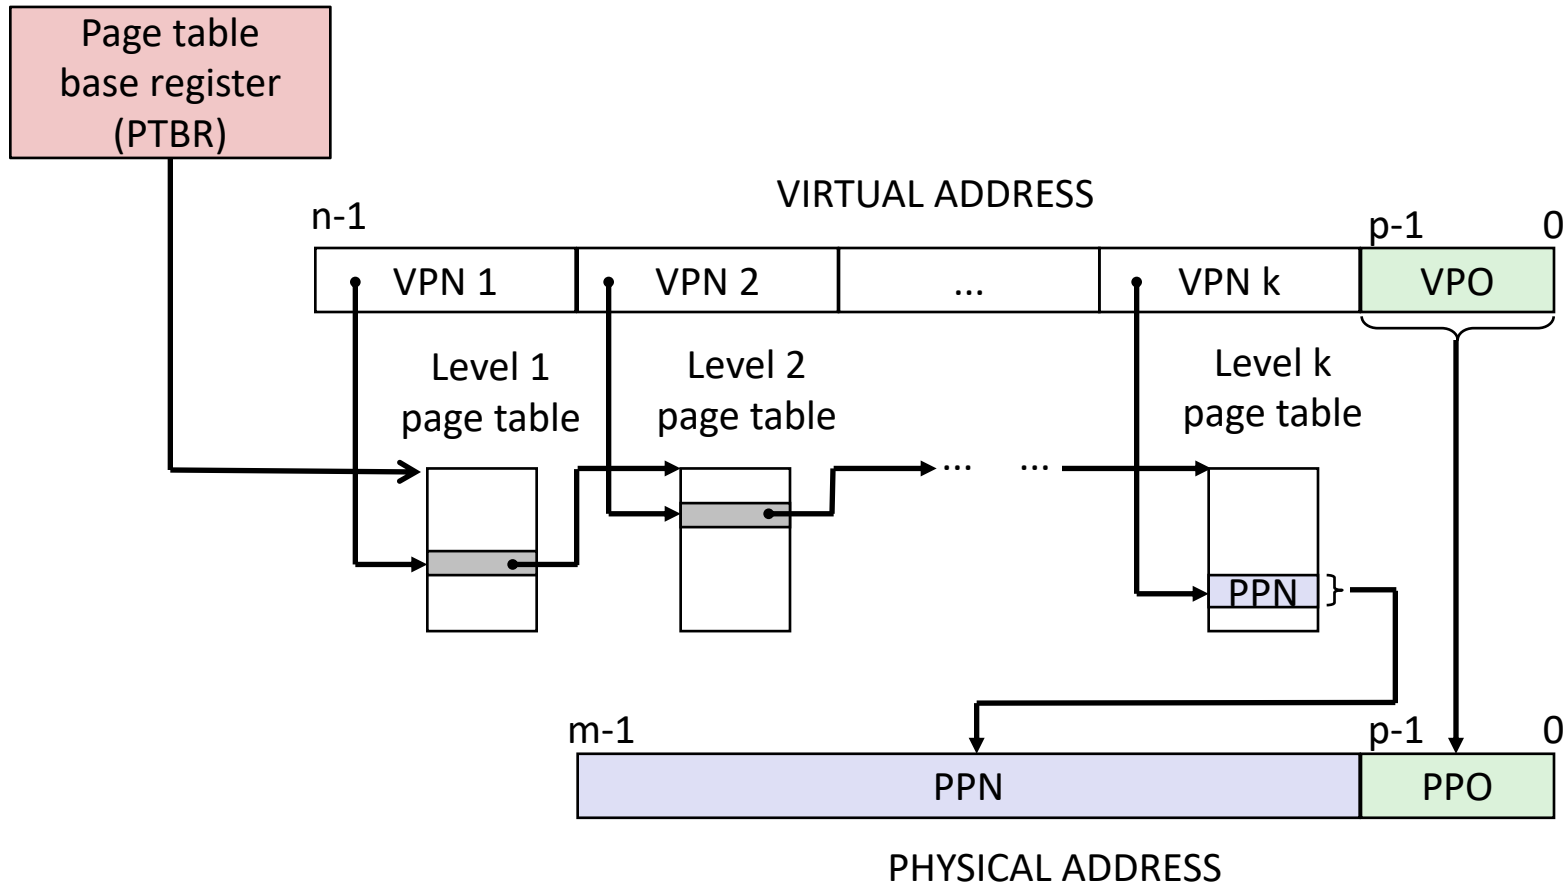 Page table
base register
(PTBR)
VIRTUAL ADDRESS
n-1
p-1
0
VPN 1
VPN 2
...
VPN k
VPO
Level 1
page table
Level 2
page table
Level k
page table
...
...
PPN
m-1
p-1
0
PPN
PPO
PHYSICAL ADDRESS